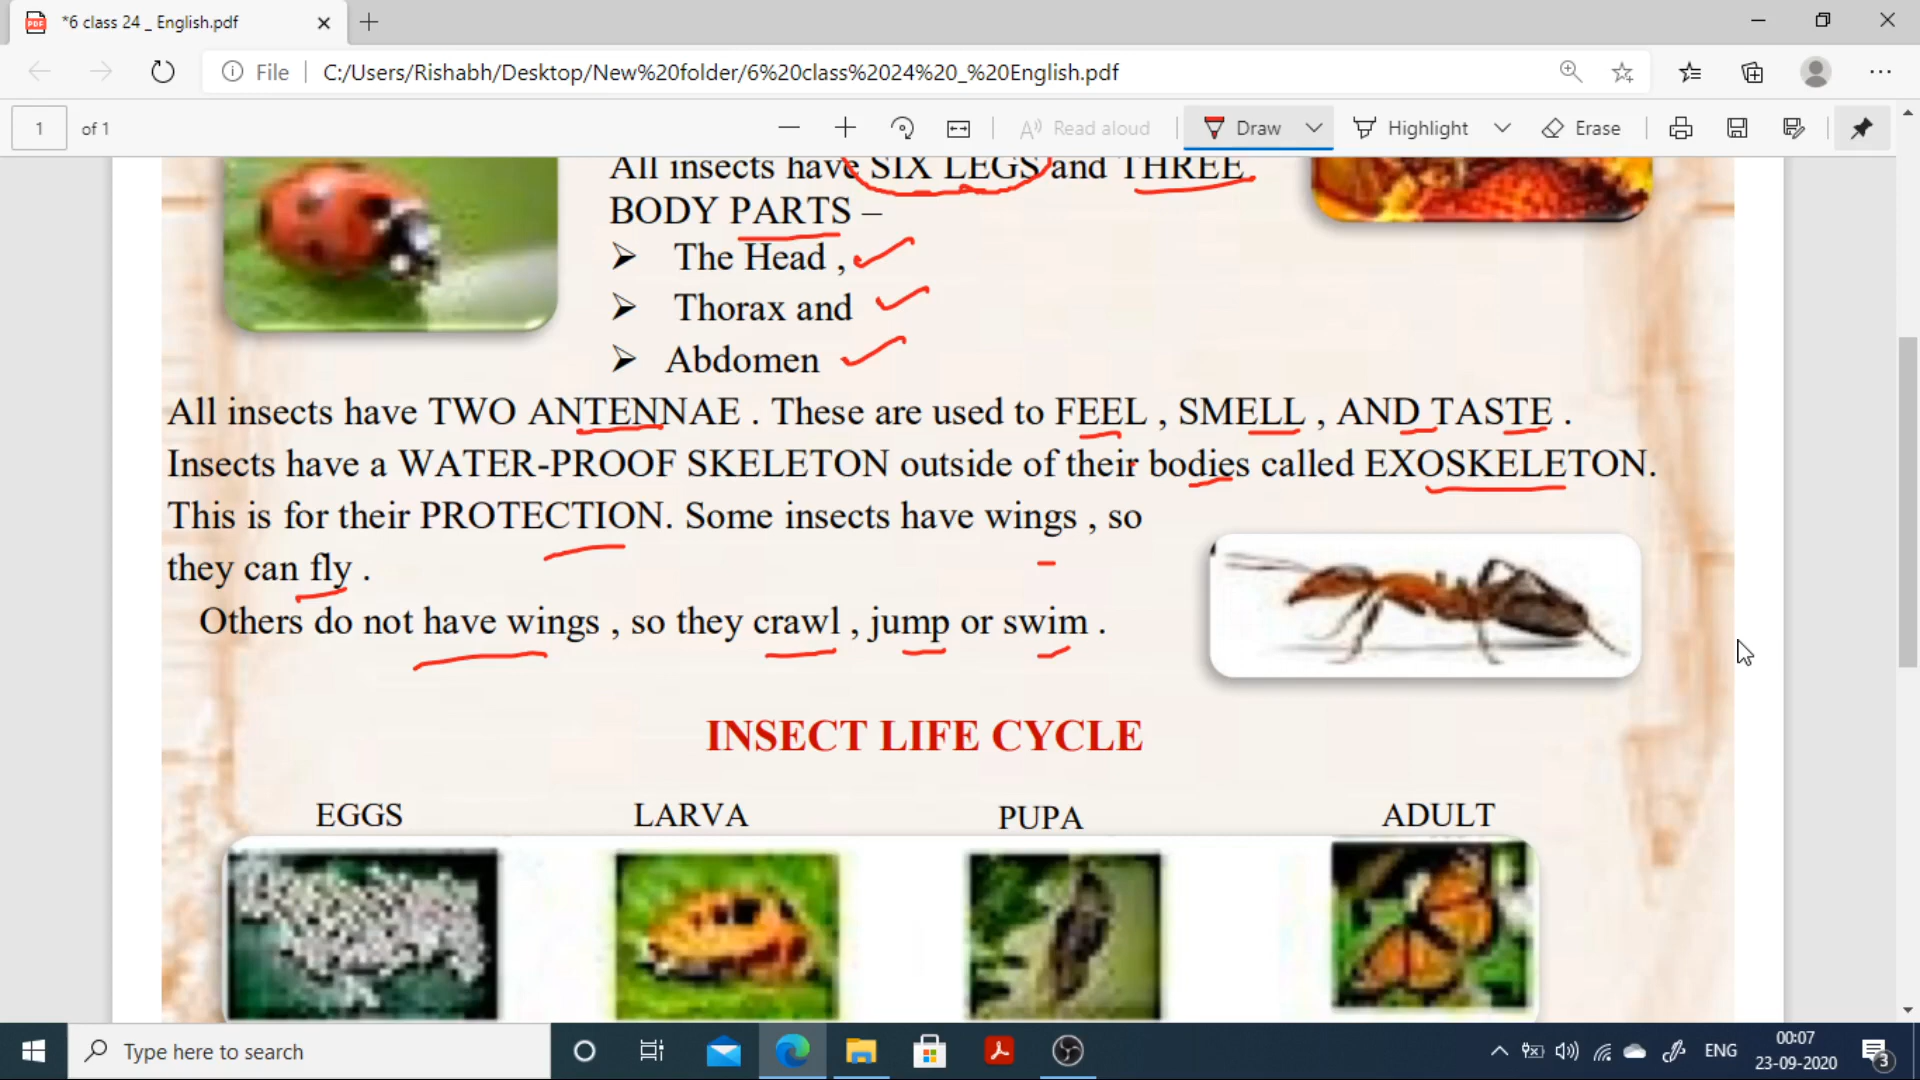 *6 class 24 _ English.pdf
File
C:/Users/Rishabh/Desktop/New%20folder/6%20class%2024%20_%20English.pdf
1 of 1
Read aloud
Draw
Highlight
Erase
All insects have SIX LEGS and THREE
BODY PARTS –
➢ The Head ,
➢ Thorax and
➢ Abdomen
All insects have TWO ANTENNAE . These are used to FEEL , SMELL , AND TASTE .
Insects have a WATER-PROOF SKELETON outside of their bodies called EXOSKELETON.
This is for their PROTECTION. Some insects have wings , so
they can fly .
Others do not have wings , so they crawl , jump or swim .
INSECT LIFE CYCLE
EGGS LARVA PUPA ADULT
Type here to search
ENG
00:07
23-09-2020
3